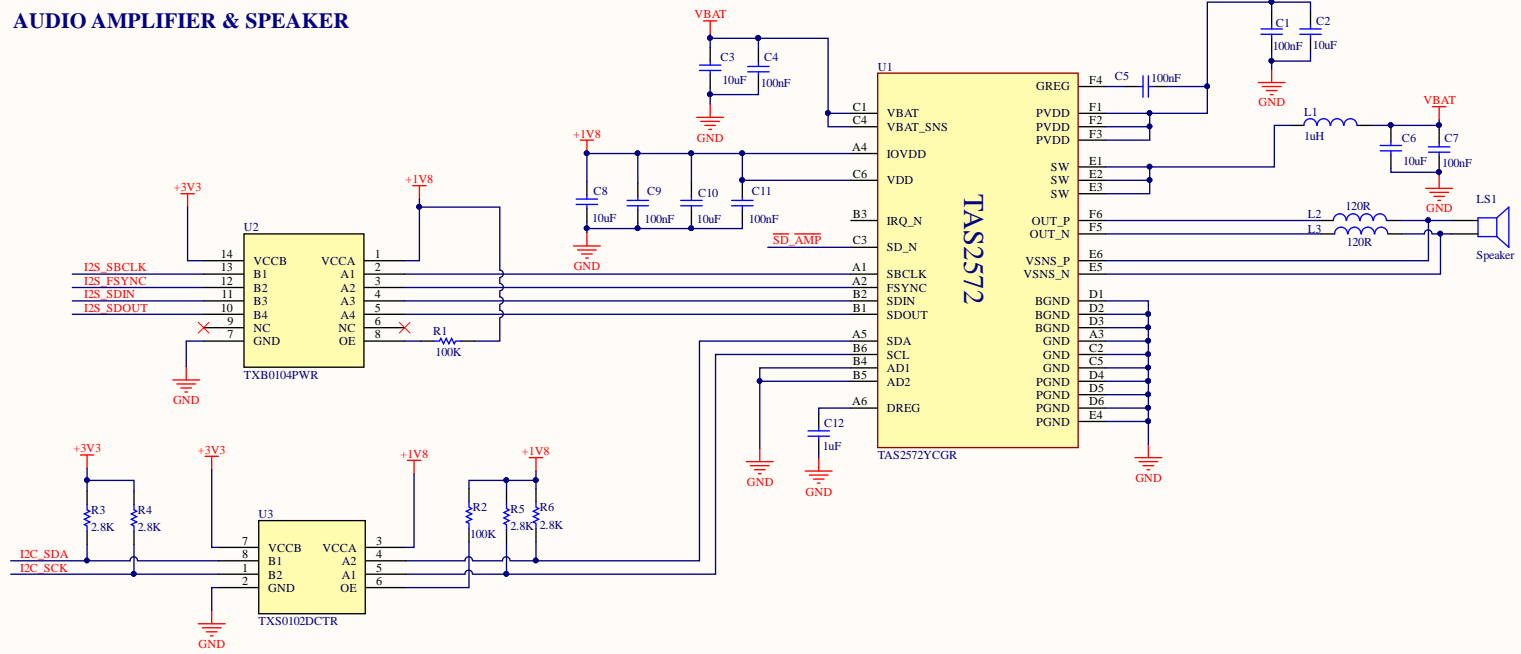 AUDIO AMPLIFIER & SPEAKER
VBAT
C3
10uF
C4
100nF
GND
C1
100nF
C2
10uF
GND
U1
C1 VBAT
C4 VBAT_SNS
A4 IOVDD
C6 VDD
B3 IRQ_N
C3 SD_N
A1 SBCLK
A2 FSYNC
B2 SDIN
B1 SDOUT
A5 SDA
B6 SCL
B4 AD1
B5 AD2
A6 DREG
TAS2572
GREG F4
PVDD F1
PVDD F2
PVDD F3
SW E1
SW E2
SW E3
OUT_P F6
OUT_N F5
VSNS_P E6
VSNS_N E5
BGND D1
BGND D2
BGND D3
GND A3
GND C2
GND C5
PGND D4
PGND D5
PGND D6
PGND E4
TAS2572YCGR
C5 100nF
L1
1uH
VBAT
C6
10uF
C7
100nF
GND
L2 120R
L3 120R
LS1
Speaker
GND
+1V8
C8
10uF
C9
100nF
C10
10uF
C11
100nF
GND
SD_AMP
+3V3
+1V8
U2
14 VCCB VCCA 1
I2S_SBCLK 13 B1 A1 2
I2S_FSYNC 12 B2 A2 3
I2S_SDIN 11 B3 A3 4
I2S_SDOUT 10 B4 A4 5
9 NC NC 6
7 GND OE 8
TXB0104PWR
R1
100K
GND
C12
1uF
GND
GND
+3V3
R3
2.8K
R4
2.8K
+3V3
+1V8
+1V8
R2
100K
R5
2.8K
R6
2.8K
U3
7 VCCB VCCA 3
I2C_SDA 8 B1 A2 4
I2C_SCK 1 B2 A1 5
2 GND OE 6
TXS0102DCTR
GND